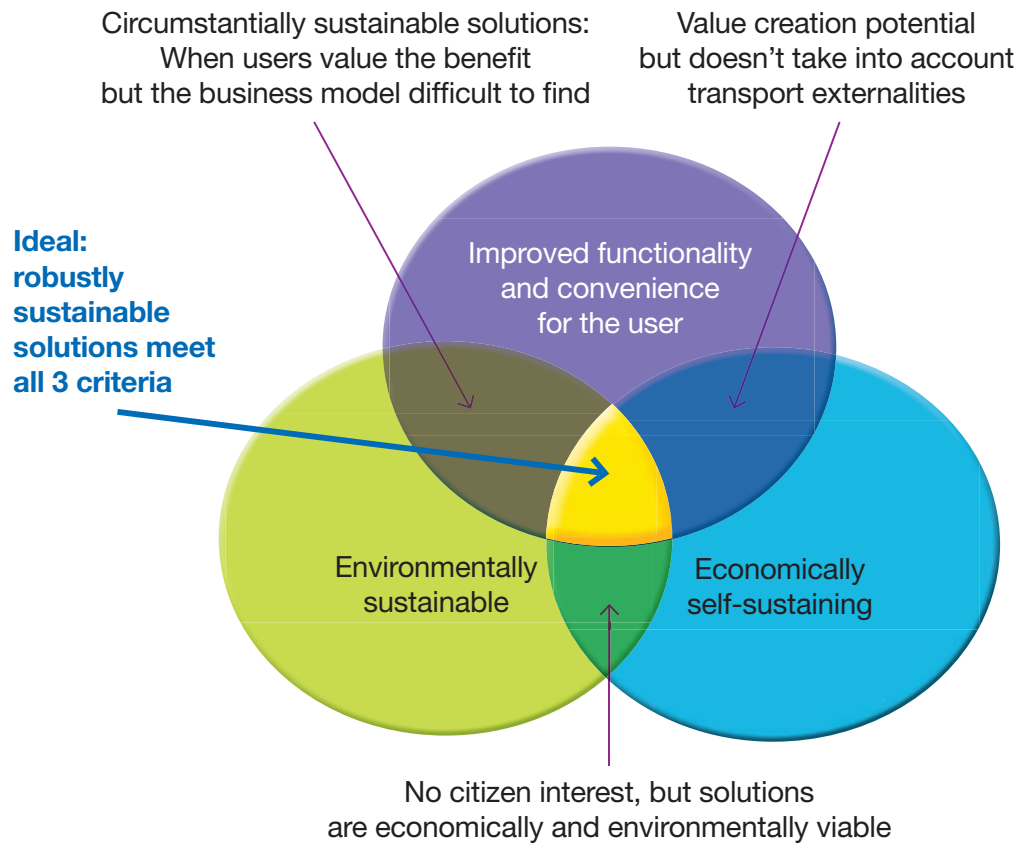 Circumstantially sustainable solutions:
When users value the benefit
but the business model difficult to find
Value creation potential
but doesn’t take into account
transport externalities
Ideal:
robustly
sustainable
solutions meet
all 3 criteria
Improved functionality
and convenience
for the user
Environmentally
sustainable
Economically
self-sustaining
No citizen interest, but solutions
are economically and environmentally viable